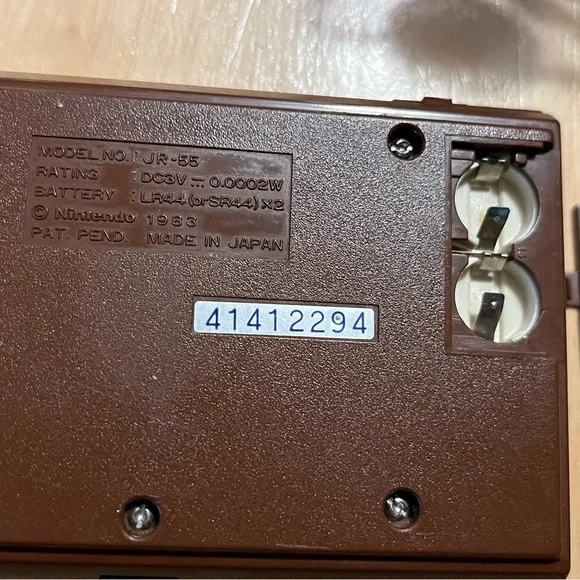 MODEL NO. : JR-55
RATING : DC3V ⎓ 0.0002W
BATTERY : LR44 (or SR44) X2
© Nintendo 1983
PAT. PEND. MADE IN JAPAN
41412294